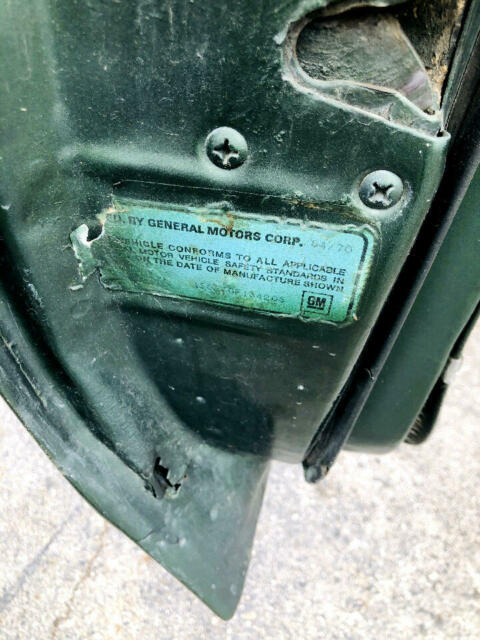 D. BY GENERAL MOTORS CORP. 04/70
VEHICLE CONFORMS TO ALL APPLICABLE
MOTOR VEHICLE SAFETY STANDARDS IN
ON THE DATE OF MANUFACTURE SHOWN
GM